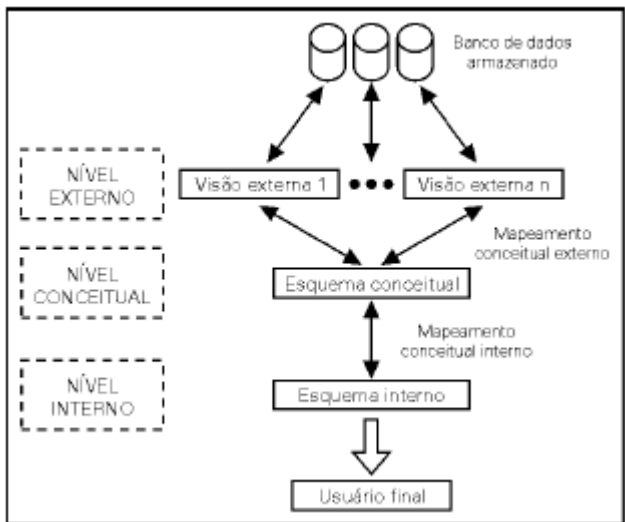 Banco de dados
armazenado
NÍVEL
EXTERNO
Visão externa 1
Visão externa n
Mapeamento
conceitual externo
NÍVEL
CONCEITUAL
Esquema conceitual
Mapeamento
conceitual interno
NÍVEL
INTERNO
Esquema interno
Usuário final